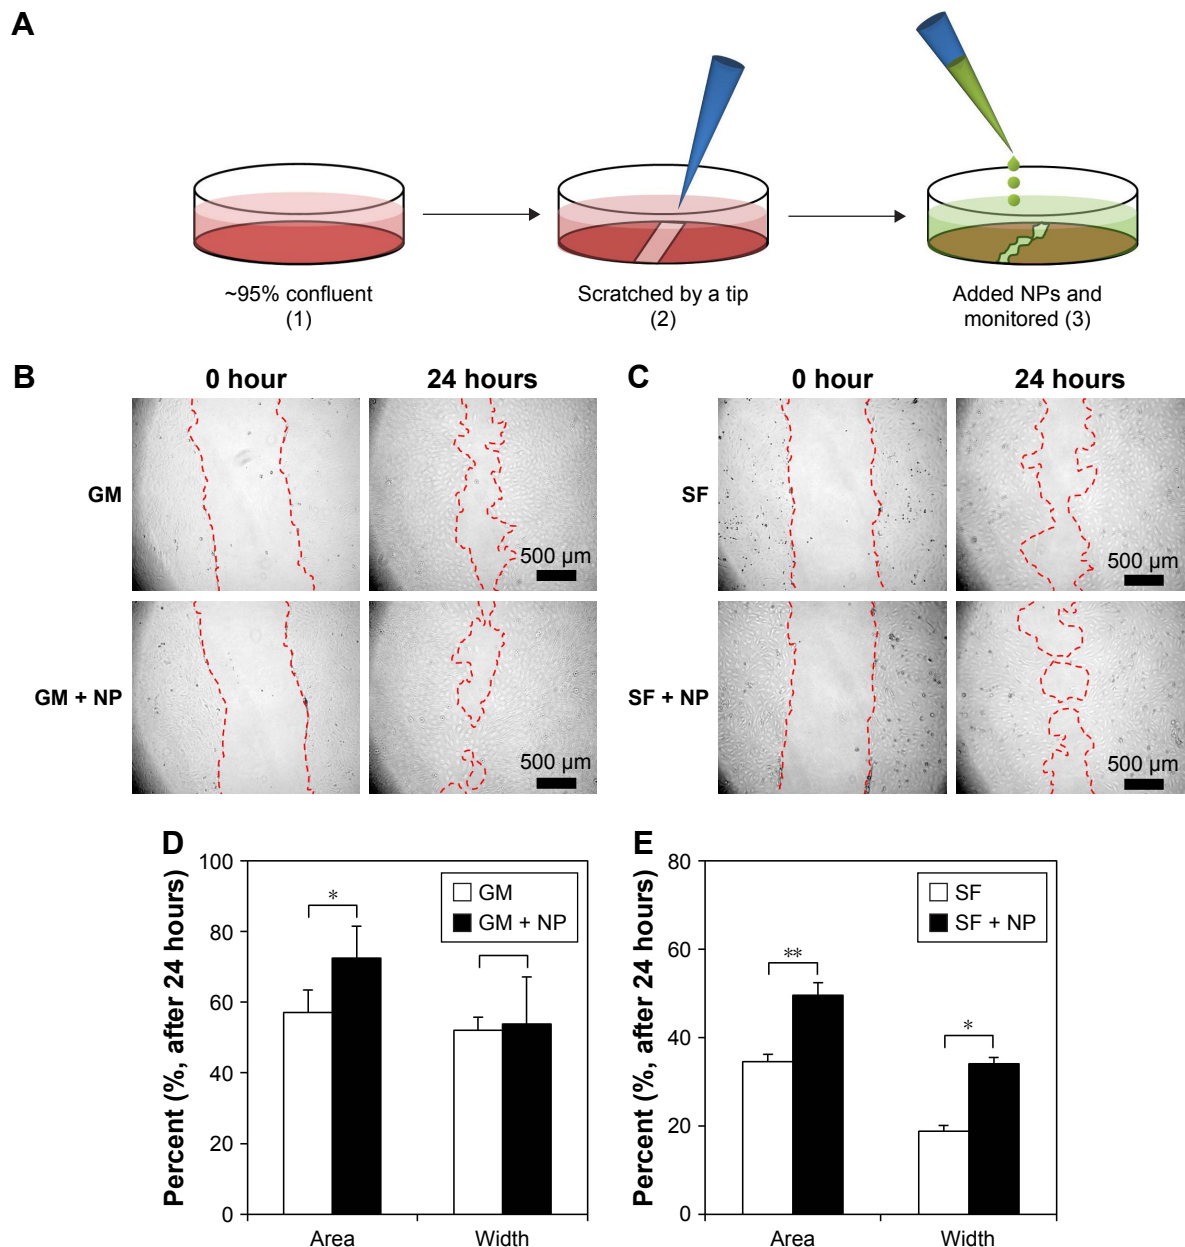 A
~95% confluent
(1)
Scratched by a tip
(2)
Added NPs and
monitored (3)
B
0 hour
24 hours
GM
500 µm
GM + NP
500 µm
C
0 hour
24 hours
SF
500 µm
SF + NP
500 µm
D
Percent (%, after 24 hours)
100
80
60
40
20
0
*
GM
GM + NP
Area
Width
E
Percent (%, after 24 hours)
80
60
40
20
0
**
*
SF
SF + NP
Area
Width